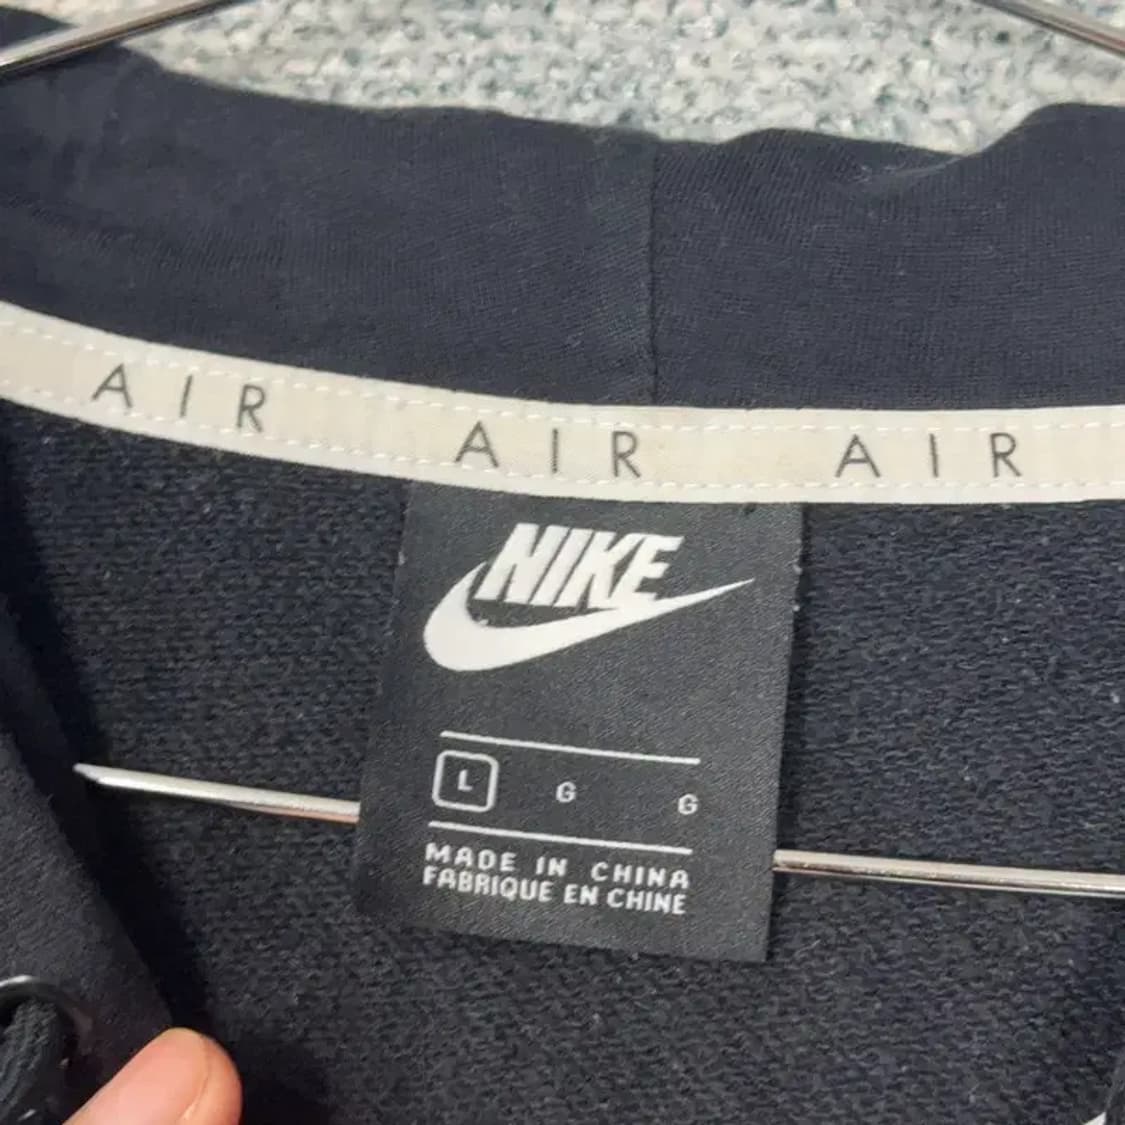 AIR AIR AIR
NIKE
L G G
MADE IN CHINA
FABRIQUE EN CHINE